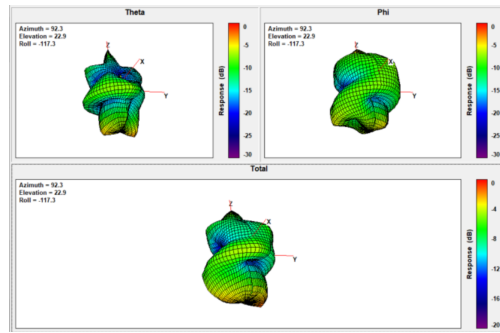 Theta
Azimuth = 92.3
Elevation = 22.9
Roll = -117.3
Z
X
Y
0
-5
-10
-15
-20
-25
-30
Response (dB)
Phi
Azimuth = 92.3
Elevation = 22.9
Roll = -117.3
Z
X
Y
0
-5
-10
-15
-20
-25
-30
Response (dB)
Total
Azimuth = 92.3
Elevation = 22.9
Roll = -117.3
Z
X
Y
0
-4
-8
-12
-16
-20
Response (dB)